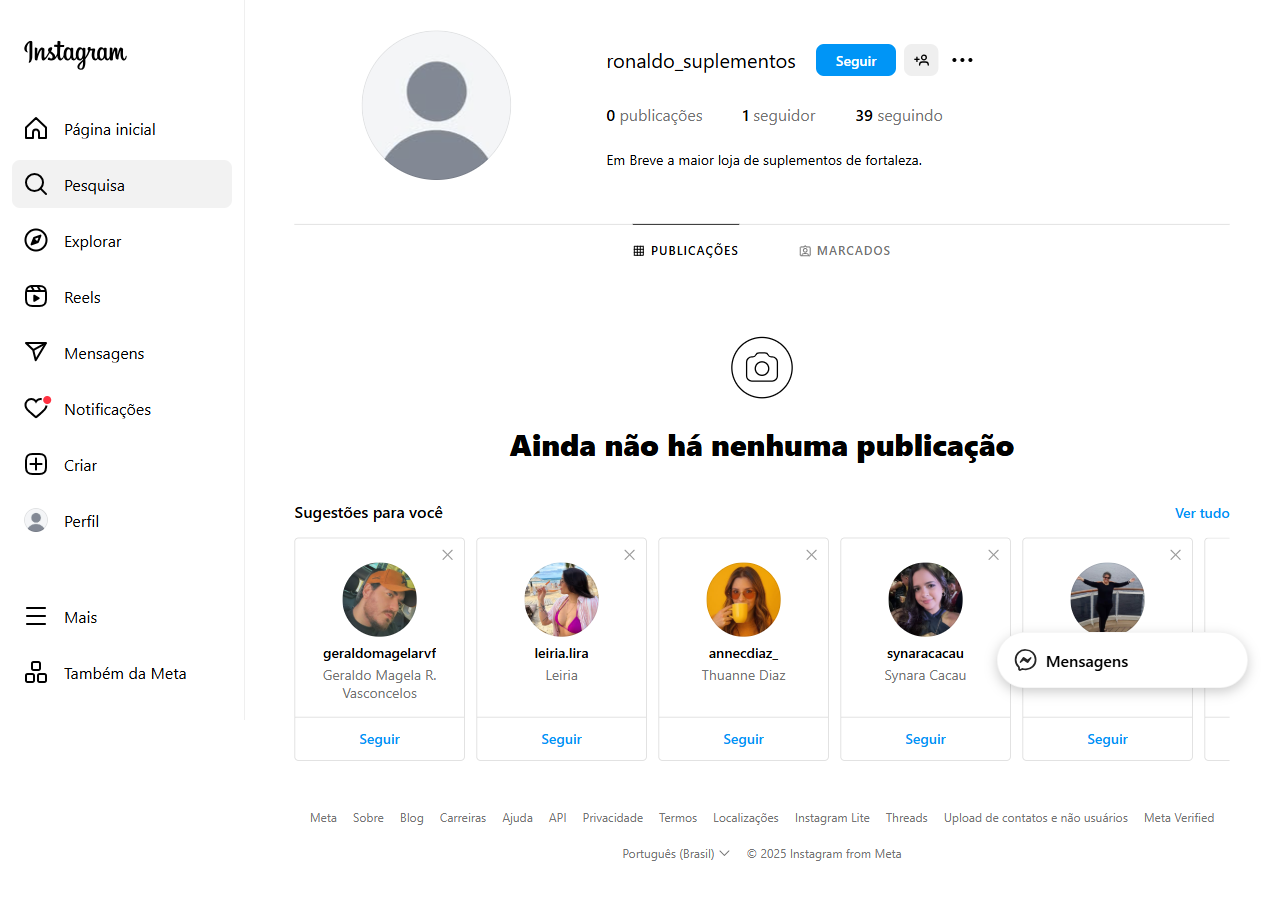 Instagram
Página inicial
Pesquisa
Explorar
Reels
Mensagens
Notificações
Criar
Perfil
Mais
Também da Meta
ronaldo_suplementos
Seguir
0 publicações 1 seguidor 39 seguindo
Em Breve a maior loja de suplementos de fortaleza.
PUBLICAÇÕES MARCADOS
Ainda não há nenhuma publicação
Sugestões para você
Ver tudo
geraldomagelarvf
Geraldo Magela R.
Vasconcelos
Seguir
leiria.lira
Leiria
Seguir
annecdiaz_
Thuanne Diaz
Seguir
synaracacau
Synara Cacau
Seguir
Mensagens
Seguir
Meta Sobre Blog Carreiras Ajuda API Privacidade Termos Localizações Instagram Lite Threads Upload de contatos e não usuários Meta Verified
Português (Brasil) © 2025 Instagram from Meta